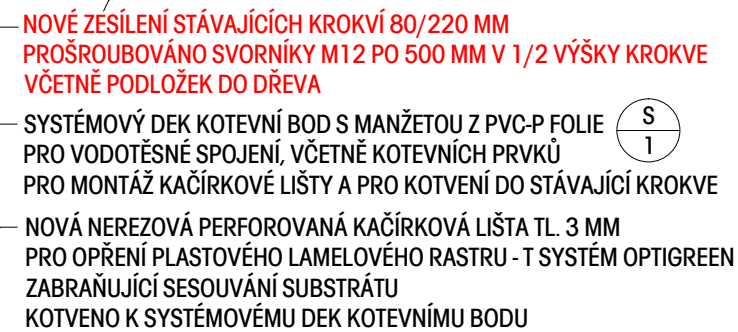 NOVÉ ZESÍLENÍ STÁVAJÍCÍCH KROKVÍ 80/220 MM
PROŠROUBOVÁNO SVORNÍKY M12 PO 500 MM V 1/2 VÝŠKY KROKVE
VČETNĚ PODLOŽEK DO DŘEVA
SYSTÉMOVÝ DEK KOTEVNÍ BOD S MANŽETOU Z PVC-P FOLIE
PRO VODOTĚSNÉ SPOJENÍ, VČETNĚ KOTEVNÍCH PRVKŮ
PRO MONTÁŽ KAČÍRKOVÉ LIŠTY A PRO KOTVENÍ DO STÁVAJÍCÍ KROKVE
S
1
NOVÁ NEREZOVÁ PERFOROVANÁ KAČÍRKOVÁ LIŠTA TL. 3 MM
PRO OPŘENÍ PLASTOVÉHO LAMELOVÉHO RASTRU - T SYSTÉM OPTIGREEN
ZABRAŇUJÍCÍ SESOUVÁNÍ SUBSTRÁTU
KOTVENO K SYSTÉMOVÉMU DEK KOTEVNÍMU BODU